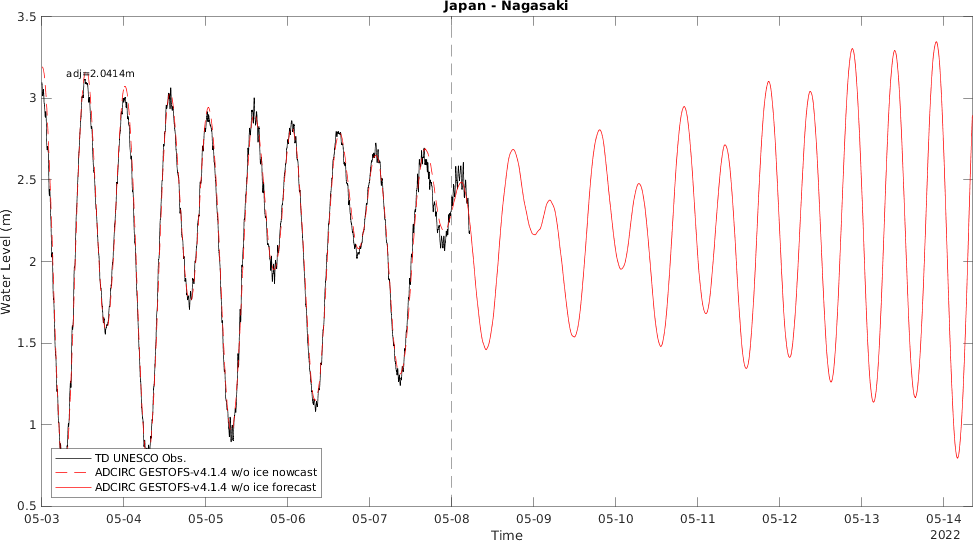 Japan - Nagasaki
adj=2.0414m
3.5
3
2.5
2
1.5
1
0.5
Water Level (m)
TD UNESCO Obs.
ADCIRC GESTOFS-v4.1.4 w/o ice nowcast
ADCIRC GESTOFS-v4.1.4 w/o ice forecast
05-03 05-04 05-05 05-06 05-07 05-08 05-09 05-10 05-11 05-12 05-13 05-14
2022
Time